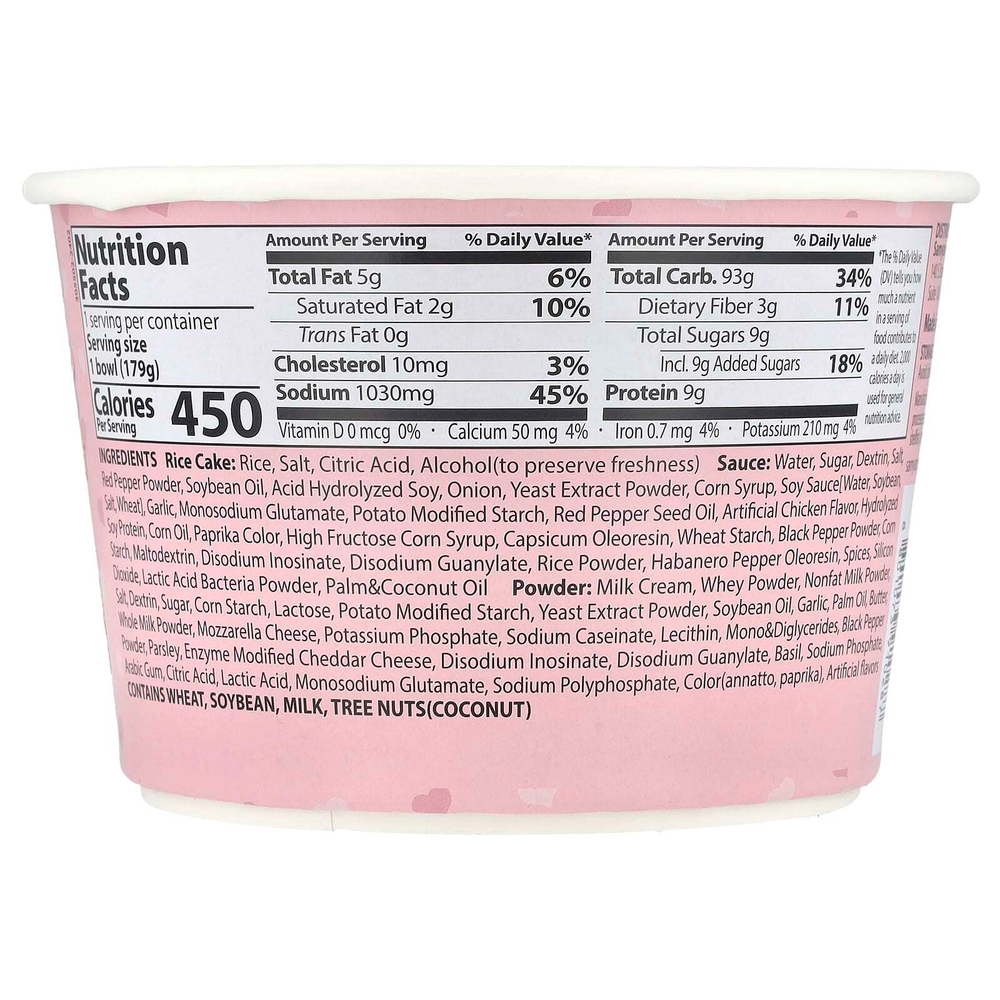 Nutrition
Facts
1 serving per container
Serving size
1 bowl (179g)
Calories
Per Serving
450
Amount Per Serving % Daily Value*
Total Fat 5g 6%
Saturated Fat 2g 10%
Trans Fat 0g
Cholesterol 10mg 3%
Sodium 1030mg 45%
Amount Per Serving % Daily Value*
Total Carb. 93g 34%
Dietary Fiber 3g 11%
Total Sugars 9g
Incl. 9g Added Sugars 18%
Protein 9g
Vitamin D 0 mcg 0% · Calcium 50 mg 4% · Iron 0.7 mg 4% · Potassium 210 mg 4%
*The % Daily Value
(DV) tells you how
much a nutrient
in a serving of
food contributes to
a daily diet. 2,000
calories a day is
used for general
nutrition advice.
INGREDIENTS Rice Cake: Rice, Salt, Citric Acid, Alcohol(to preserve freshness) Sauce: Water, Sugar, Dextrin, Salt,
Red Pepper Powder, Soybean Oil, Acid Hydrolyzed Soy, Onion, Yeast Extract Powder, Corn Syrup, Soy Sauce[Water, Soybean,
Salt, Wheat], Garlic, Monosodium Glutamate, Potato Modified Starch, Red Pepper Seed Oil, Artificial Chicken Flavor, Hydrolyzed
Soy Protein, Corn Oil, Paprika Color, High Fructose Corn Syrup, Capsicum Oleoresin, Wheat Starch, Black Pepper Powder, Corn
Starch, Maltodextrin, Disodium Inosinate, Disodium Guanylate, Rice Powder, Habanero Pepper Oleoresin, Spices, Silicon
Dioxide, Lactic Acid Bacteria Powder, Palm&Coconut Oil Powder: Milk Cream, Whey Powder, Nonfat Milk Powder,
Salt, Dextrin, Sugar, Corn Starch, Lactose, Potato Modified Starch, Yeast Extract Powder, Soybean Oil, Garlic, Palm Oil, Butter,
Whole Milk Powder, Mozzarella Cheese, Potassium Phosphate, Sodium Caseinate, Lecithin, Mono&Diglycerides, Black Pepper
Powder, Parsley, Enzyme Modified Cheddar Cheese, Disodium Inosinate, Disodium Guanylate, Basil, Sodium Phosphate,
Arabic Gum, Citric Acid, Lactic Acid, Monosodium Glutamate, Sodium Polyphosphate, Color(annatto, paprika), Artificial flavors
CONTAINS WHEAT, SOYBEAN, MILK, TREE NUTS(COCONUT)